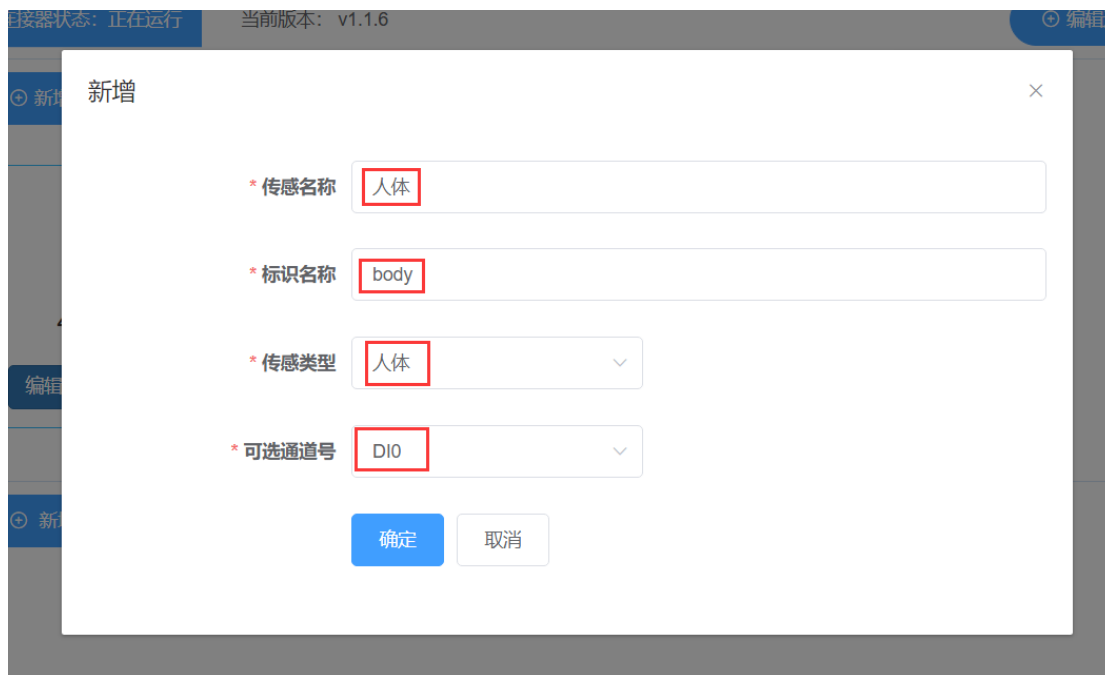 接器状态：正在运行 当前版本： v1.1.6 编辑
新增
新增
* 传感名称 人体
* 标识名称 body
* 传感类型 人体
编辑
* 可选通道号 DI0
新增
确定 取消